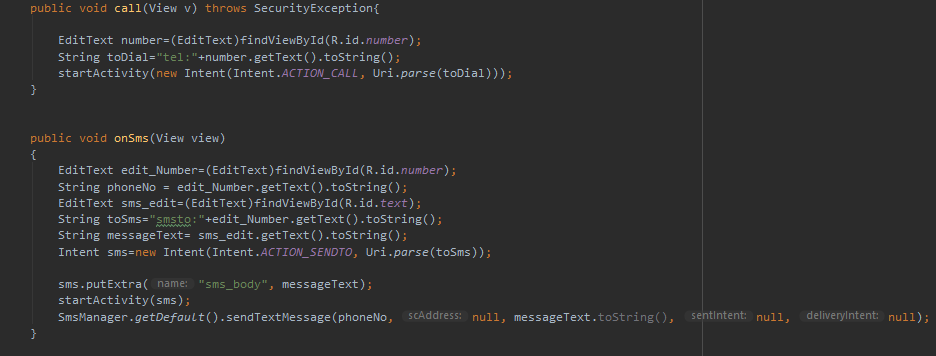 public void call(View v) throws SecurityException{
EditText number=(EditText)findViewById(R.id.number);
String toDial="tel:"+number.getText().toString();
startActivity(new Intent(Intent.ACTION_CALL, Uri.parse(toDial)));
}
public void onSms(View view)
{
EditText edit_Number=(EditText)findViewById(R.id.number);
String phoneNo = edit_Number.getText().toString();
EditText sms_edit=(EditText)findViewById(R.id.text);
String toSms="smsto:"+edit_Number.getText().toString();
String messageText= sms_edit.getText().toString();
Intent sms=new Intent(Intent.ACTION_SENDTO, Uri.parse(toSms));
sms.putExtra( name: "sms_body", messageText);
startActivity(sms);
SmsManager.getDefault().sendTextMessage(phoneNo, scAddress: null, messageText.toString(), sentIntent: null, deliveryIntent: null);
}